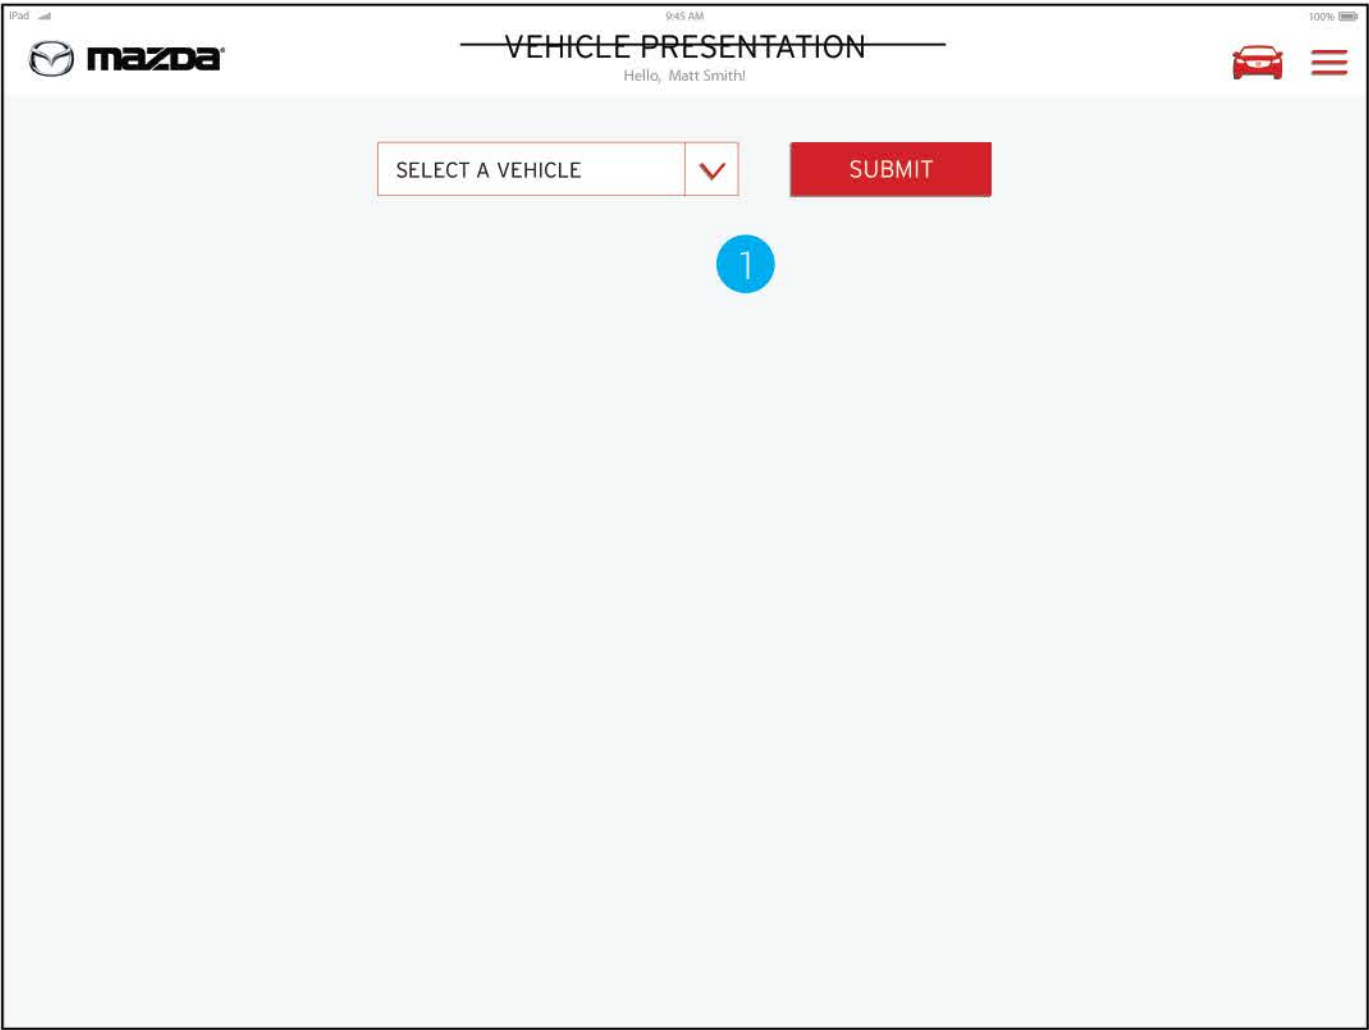 iPad
9:45 AM
100%
mazda
VEHICLE PRESENTATION
Hello, Matt Smith!
SELECT A VEHICLE
SUBMIT
1